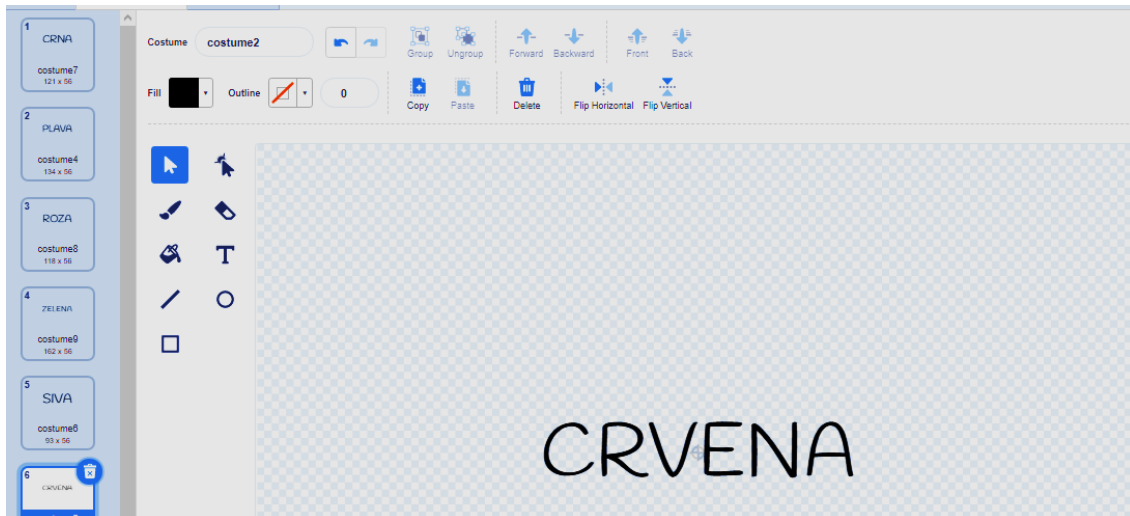 1
CRNA
costume7
121 x 56
2
PLAVA
costume4
134 x 56
3
ROZA
costume8
118 x 56
4
ZELENA
costume9
162 x 56
5
SIVA
costume6
93 x 56
6
CRVENA
Costume costume2
Group Ungroup Forward Backward Front Back
Fill Outline 0
Copy Paste Delete Flip Horizontal Flip Vertical
T
CRVENA